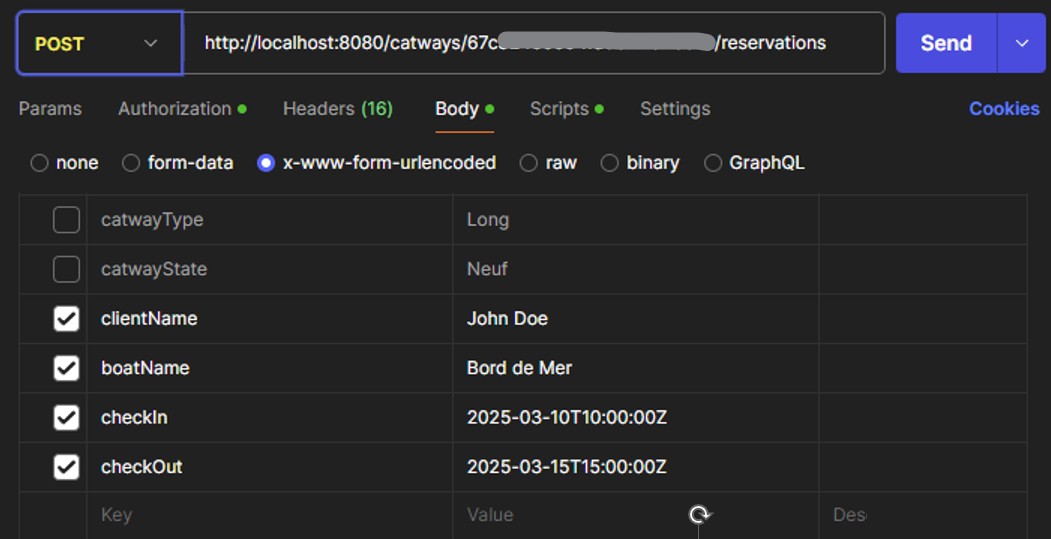 POST http://localhost:8080/catways/67c /reservations Send
Params Authorization Headers (16) Body Scripts Settings Cookies
none form-data x-www-form-urlencoded raw binary GraphQL
catwayType Long
catwayState Neuf
clientName John Doe
boatName Bord de Mer
checkIn 2025-03-10T10:00:00Z
checkOut 2025-03-15T15:00:00Z
Key Value Des